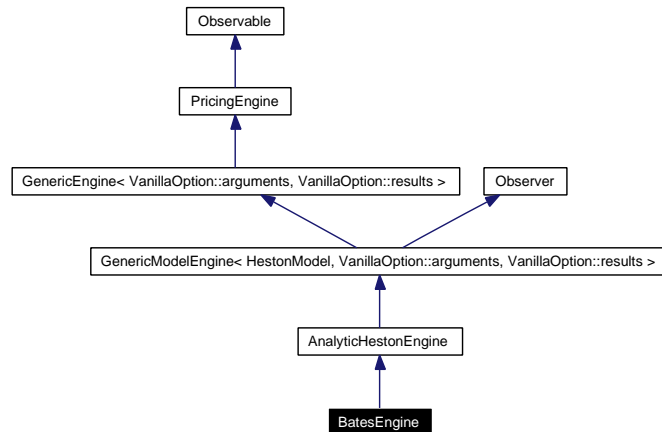 Observable
PricingEngine
GenericEngine< VanillaOption::arguments, VanillaOption::results >
Observer
GenericModelEngine< HestonModel, VanillaOption::arguments, VanillaOption::results >
AnalyticHestonEngine
BatesEngine